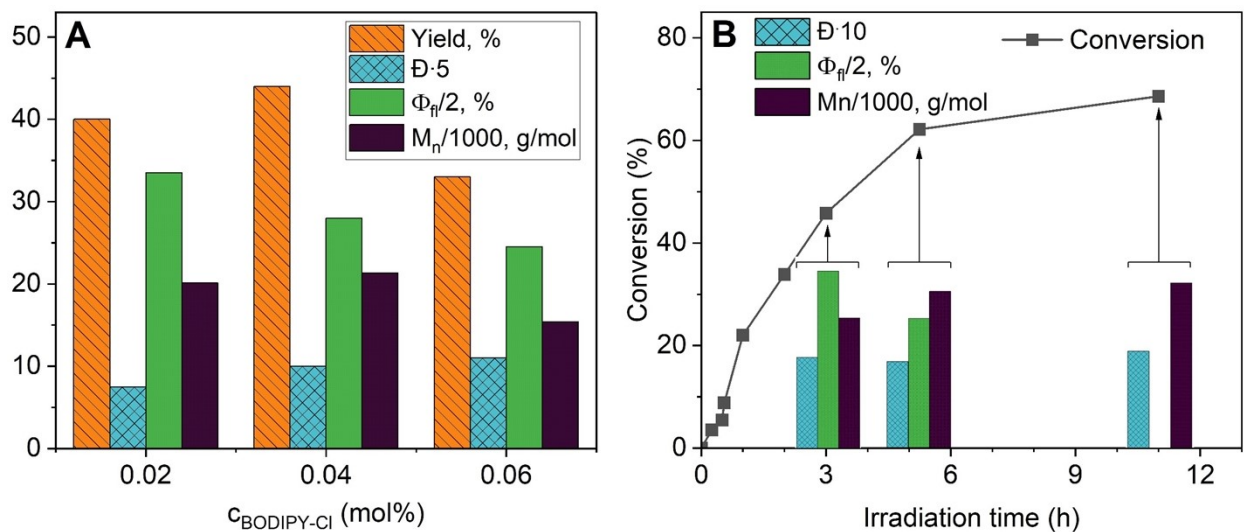 A
Yield, %
Đ·5
Φfl/2, %
Mn/1000, g/mol
50
40
30
20
10
0
0.02
0.04
0.06
cBODIPY-Cl (mol%)
B
Đ·10
Φfl/2, %
Mn/1000, g/mol
Conversion
Conversion (%)
80
60
40
20
0
0
3
6
9
12
Irradiation time (h)